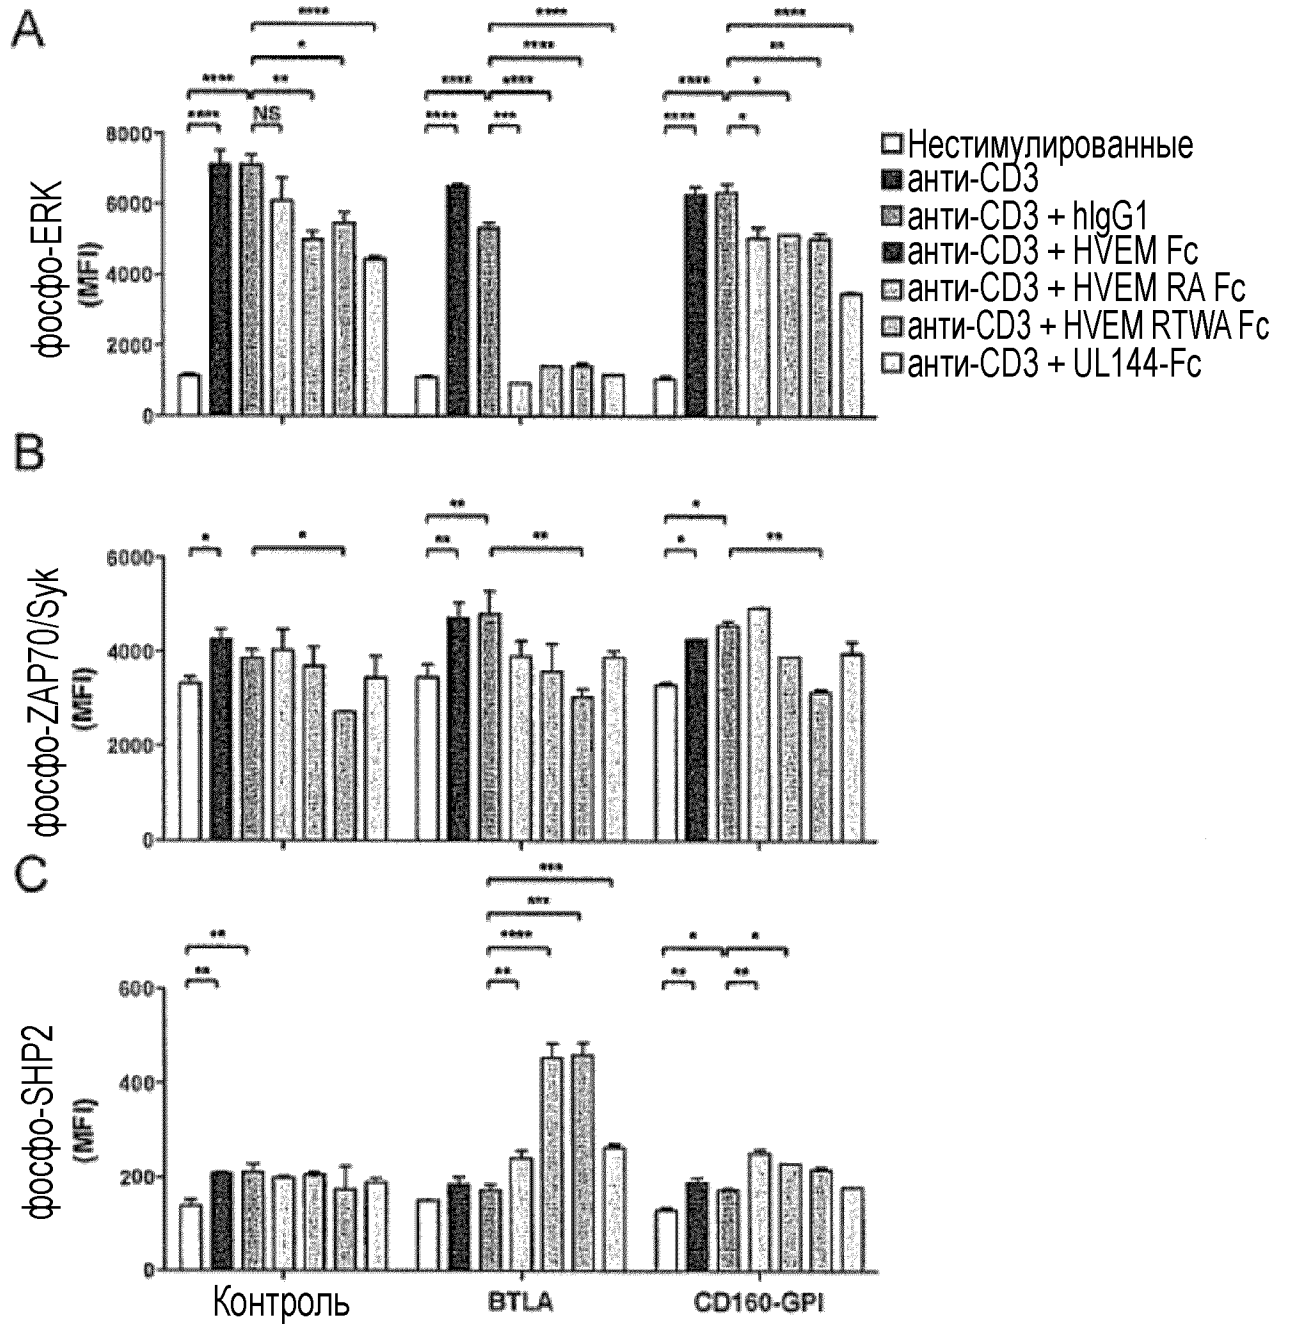 A
**** **** ****
* **** **
**** ** **** **** **** *
**** NS **** *** **** *
8000
6000
4000
2000
0
фосфо-ERK
(MFI)
Нестимулированные
анти-CD3
анти-CD3 + hIgG1
анти-CD3 + HVEM Fc
анти-CD3 + HVEM RA Fc
анти-CD3 + HVEM RTWA Fc
анти-CD3 + UL144-Fc
B
** *
* * ** ** * **
6000
4000
2000
0
фосфо-ZAP70/Syk
(MFI)
C
***
***
** **** * *
** ** ** **
600
400
200
0
фосфо-SHP2
(MFI)
Контроль BTLA CD160-GPI